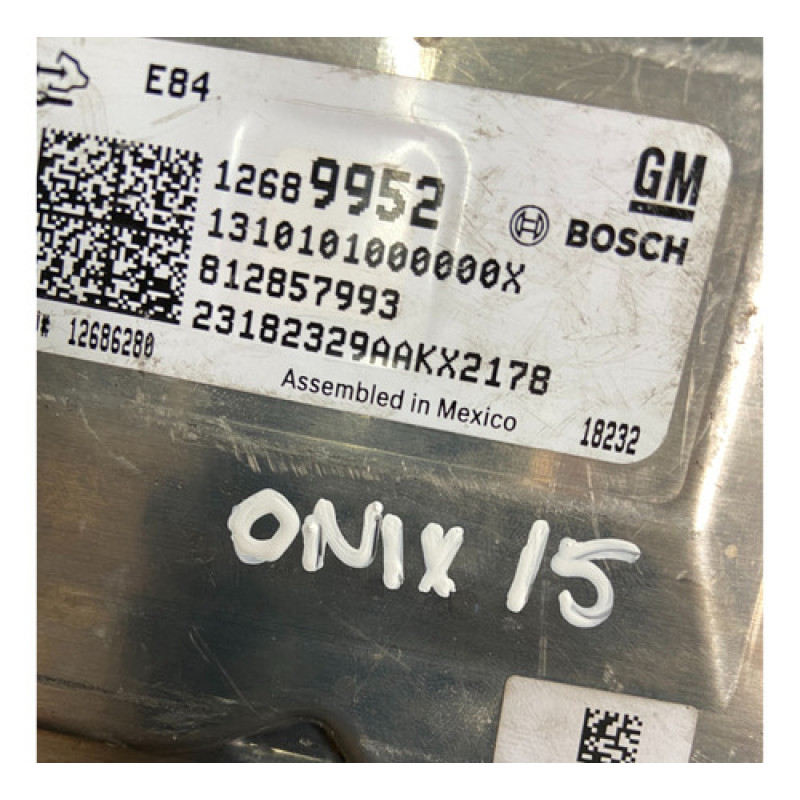 E84
12689952
GM
BOSCH
1310101000000X
812857993
23182329AAKX2178
12686280
Assembled in Mexico
18232
ONIX 15